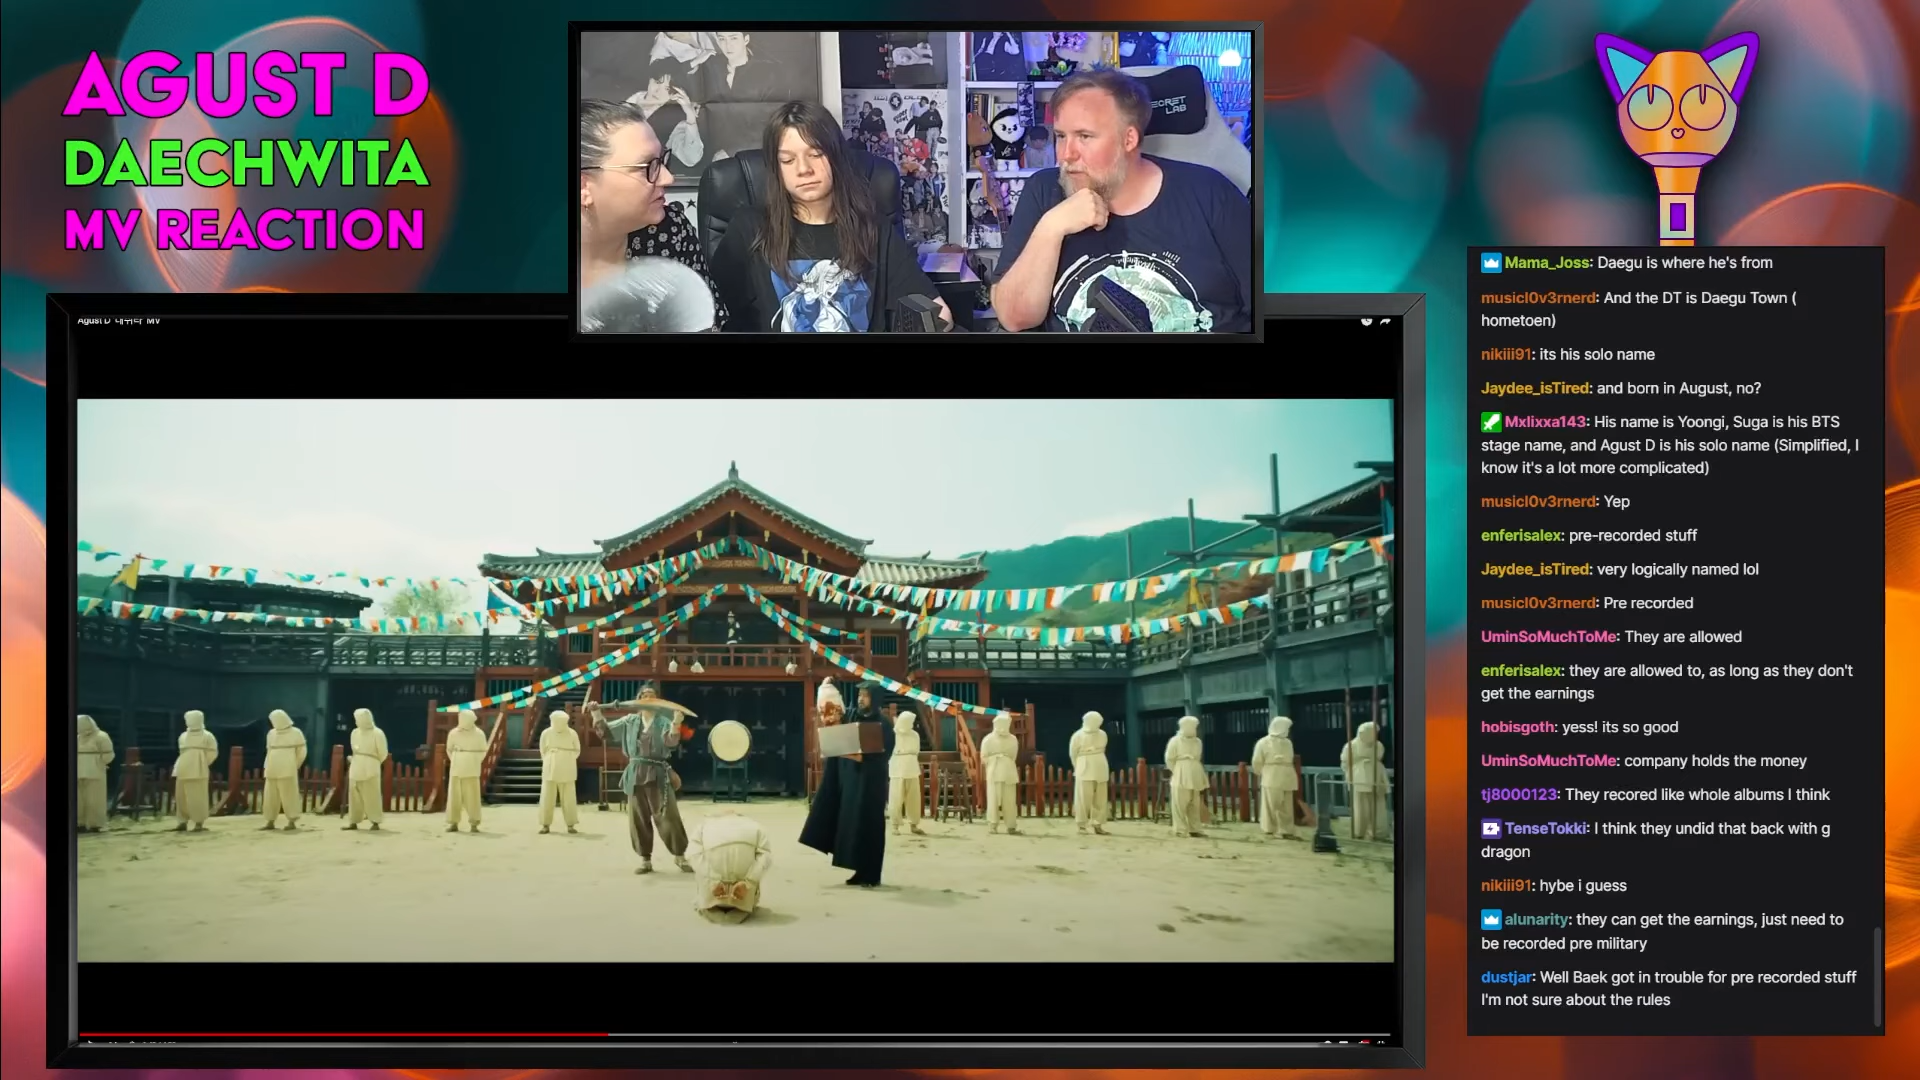 AGUST D
DAECHWITA
MV REACTION
SECRET
LAB
Agust D '대취타' MV
Mama_Joss: Daegu is where he's from
musicl0v3rnerd: And the DT is Daegu Town (
hometoen)
nikiii91: its his solo name
Jaydee_isTired: and born in August, no?
Mxlixxa143: His name is Yoongi, Suga is his BTS
stage name, and Agust D is his solo name (Simplified, I
know it's a lot more complicated)
musicl0v3rnerd: Yep
enferisalex: pre-recorded stuff
Jaydee_isTired: very logically named lol
musicl0v3rnerd: Pre recorded
UminSoMuchToMe: They are allowed
enferisalex: they are allowed to, as long as they don't
get the earnings
hobisgoth: yess! its so good
UminSoMuchToMe: company holds the money
tj8000123: They recored like whole albums I think
TenseTokki: I think they undid that back with g
dragon
nikiii91: hybe i guess
alunarity: they can get the earnings, just need to
be recorded pre military
dustjar: Well Baek got in trouble for pre recorded stuff
I'm not sure about the rules